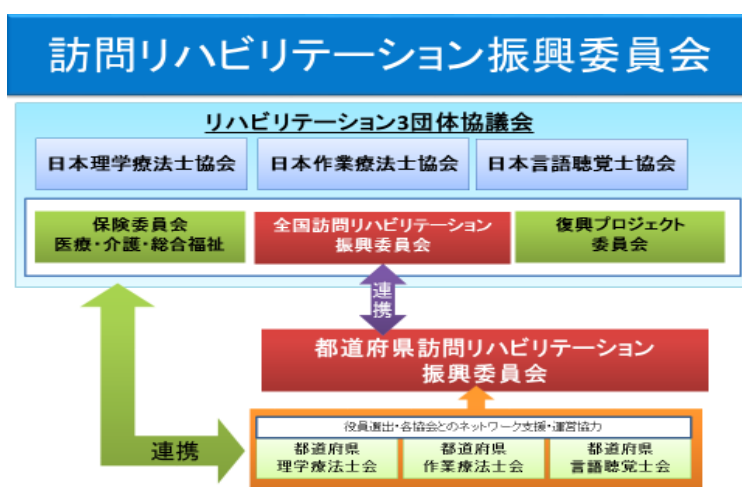 訪問リハビリテーション振興委員会
リハビリテーション3団体協議会
日本理学療法士協会
日本作業療法士協会
日本言語聴覚士協会
保険委員会
医療・介護・総合福祉
全国訪問リハビリテーション
振興委員会
復興プロジェクト
委員会
連携
都道府県訪問リハビリテーション
振興委員会
役員選出・各協会とのネットワーク支援・運営協力
連携
都道府県
理学療法士会
都道府県
作業療法士会
都道府県
言語聴覚士会